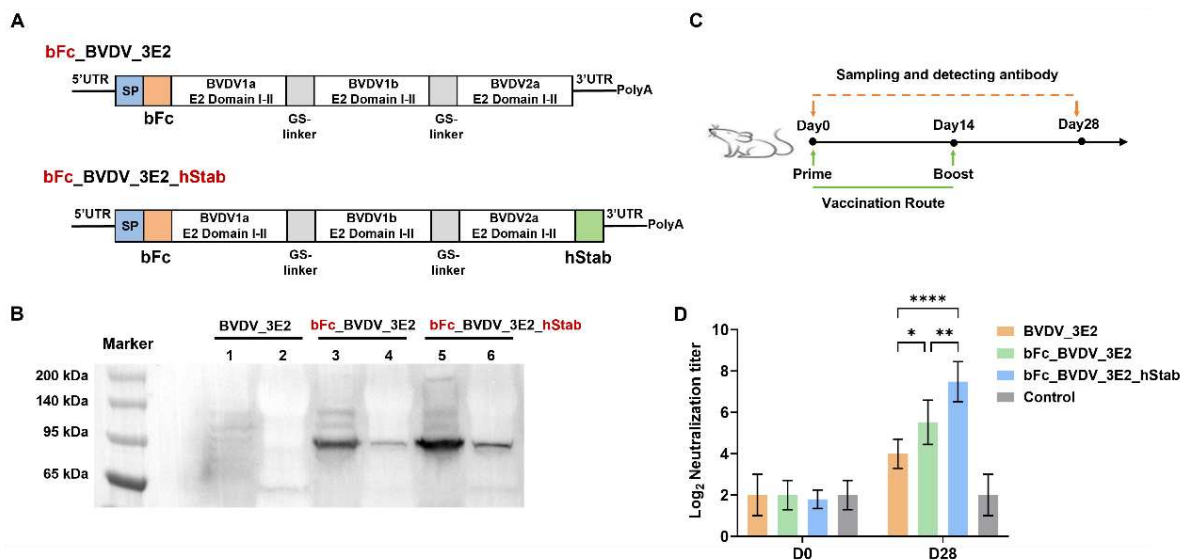 A
bFc_BVDV_3E2
5'UTR
SP
BVDV1a
E2 Domain I-II
BVDV1b
E2 Domain I-II
BVDV2a
E2 Domain I-II
3'UTR
PolyA
bFc
GS-
linker
GS-
linker
bFc_BVDV_3E2_hStab
5'UTR
SP
BVDV1a
E2 Domain I-II
BVDV1b
E2 Domain I-II
BVDV2a
E2 Domain I-II
3'UTR
PolyA
bFc
GS-
linker
GS-
linker
hStab
B
BVDV_3E2 bFc_BVDV_3E2 bFc_BVDV_3E2_hStab
Marker
1 2 3 4 5 6
200 kDa
140 kDa
95 kDa
65 kDa
C
Sampling and detecting antibody
Day0 Day14 Day28
Prime Boost
Vaccination Route
D
Log2 Neutralization titer
10
8
6
4
2
0
****
* **
D0 D28
BVDV_3E2
bFc_BVDV_3E2
bFc_BVDV_3E2_hStab
Control